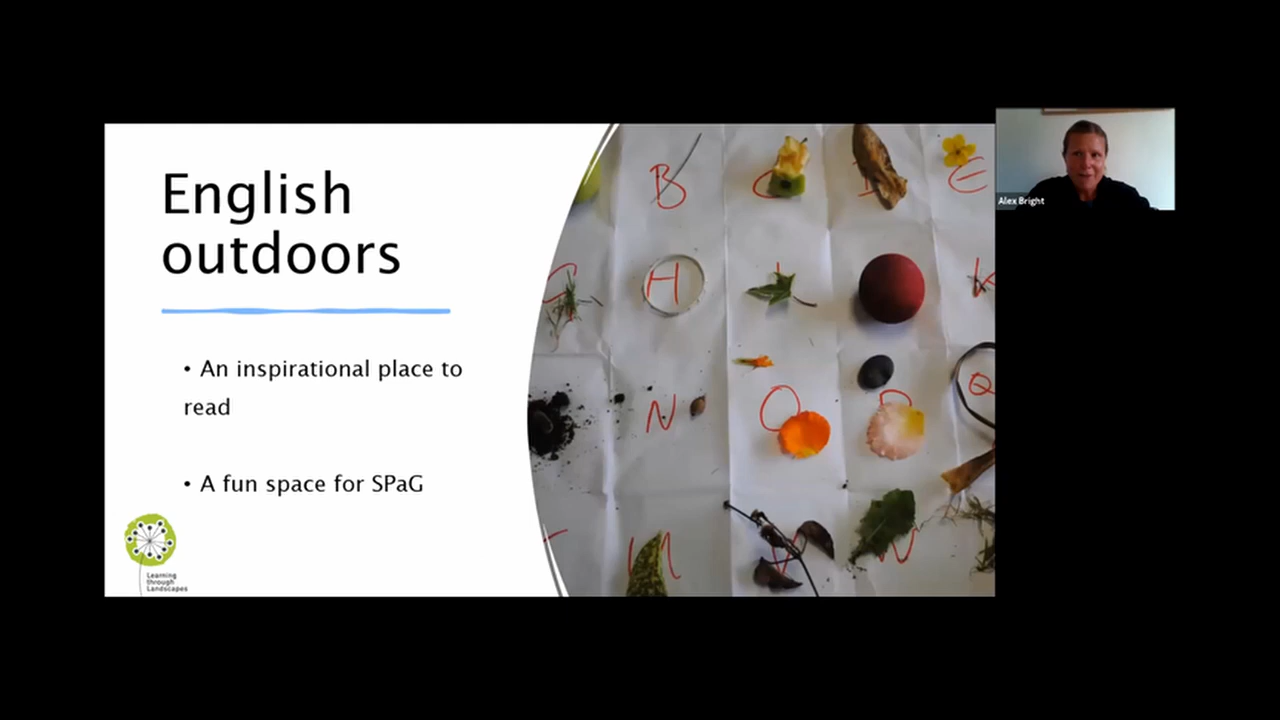 English
outdoors
• An inspirational place to
read
• A fun space for SPaG
Learning
through
Landscapes
B
E
G
H
K
N
O
Q
Alex Bright